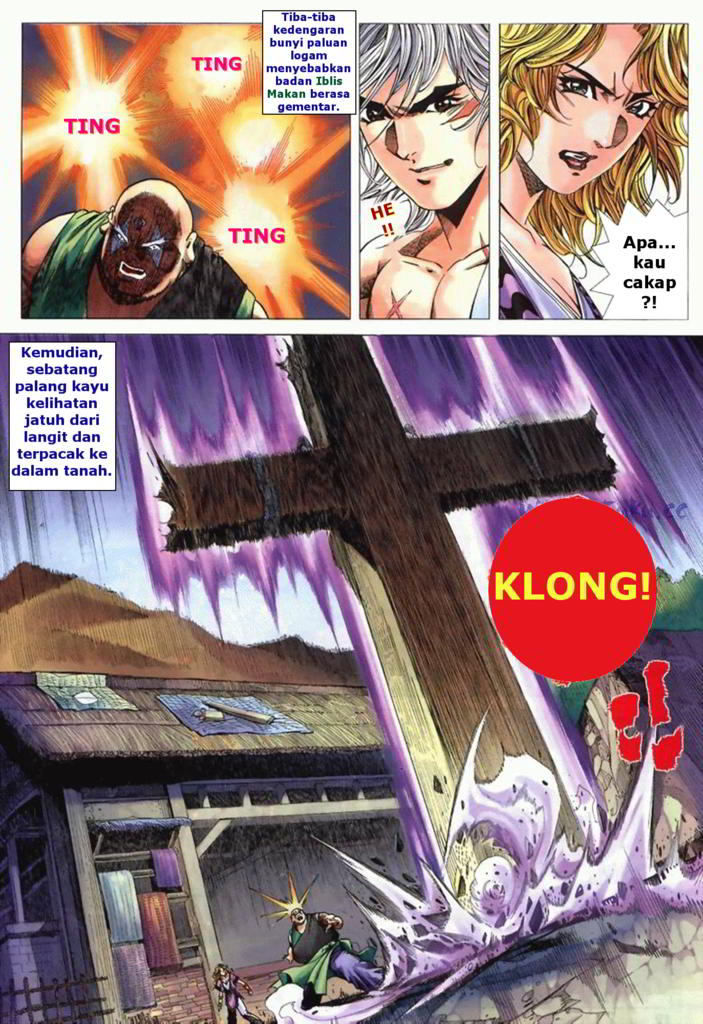 Tiba-tiba
kedengaran
bunyi paluan
logam
menyebabkan
badan Iblis
Makan berasa
gementar.
TING
TING
TING
HE
!!
Apa...
kau
cakap
?!
Kemudian,
sebatang
palang kayu
kelihatan
jatuh dari
langit dan
terpacak ke
dalam tanah.
KLONG!